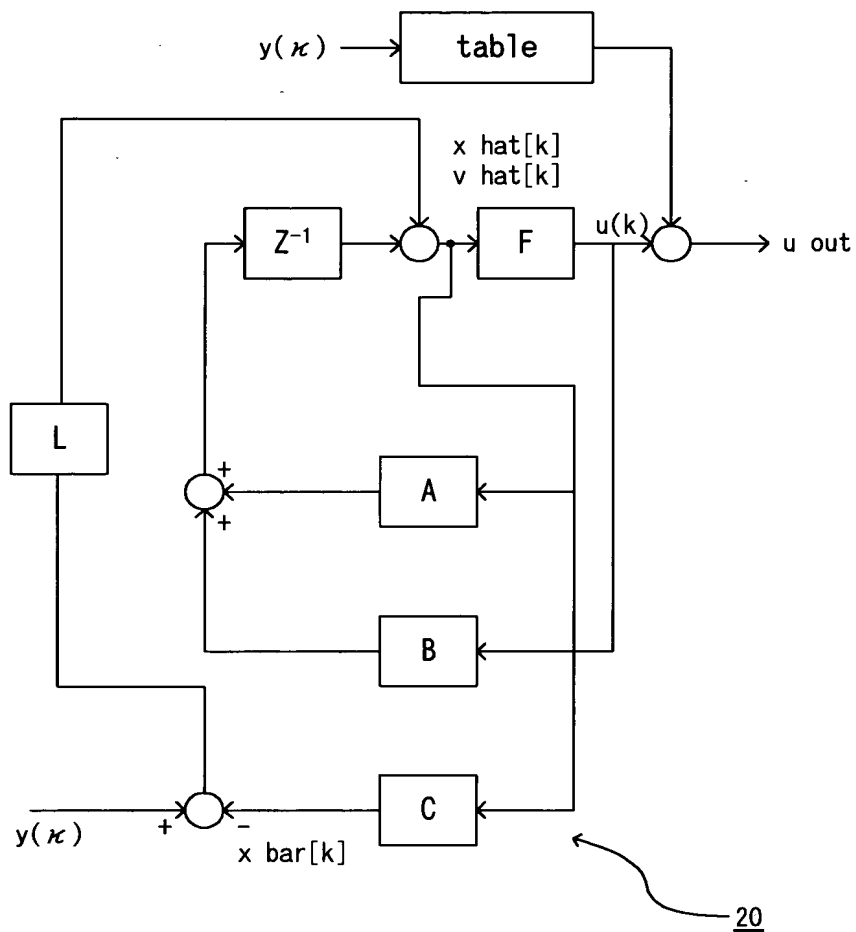 y(κ)
table
x hat[k]
v hat[k]
Z⁻¹
F
u(k)
u out
L
+
A
+
B
y(κ)
+
-
C
x bar[k]
20